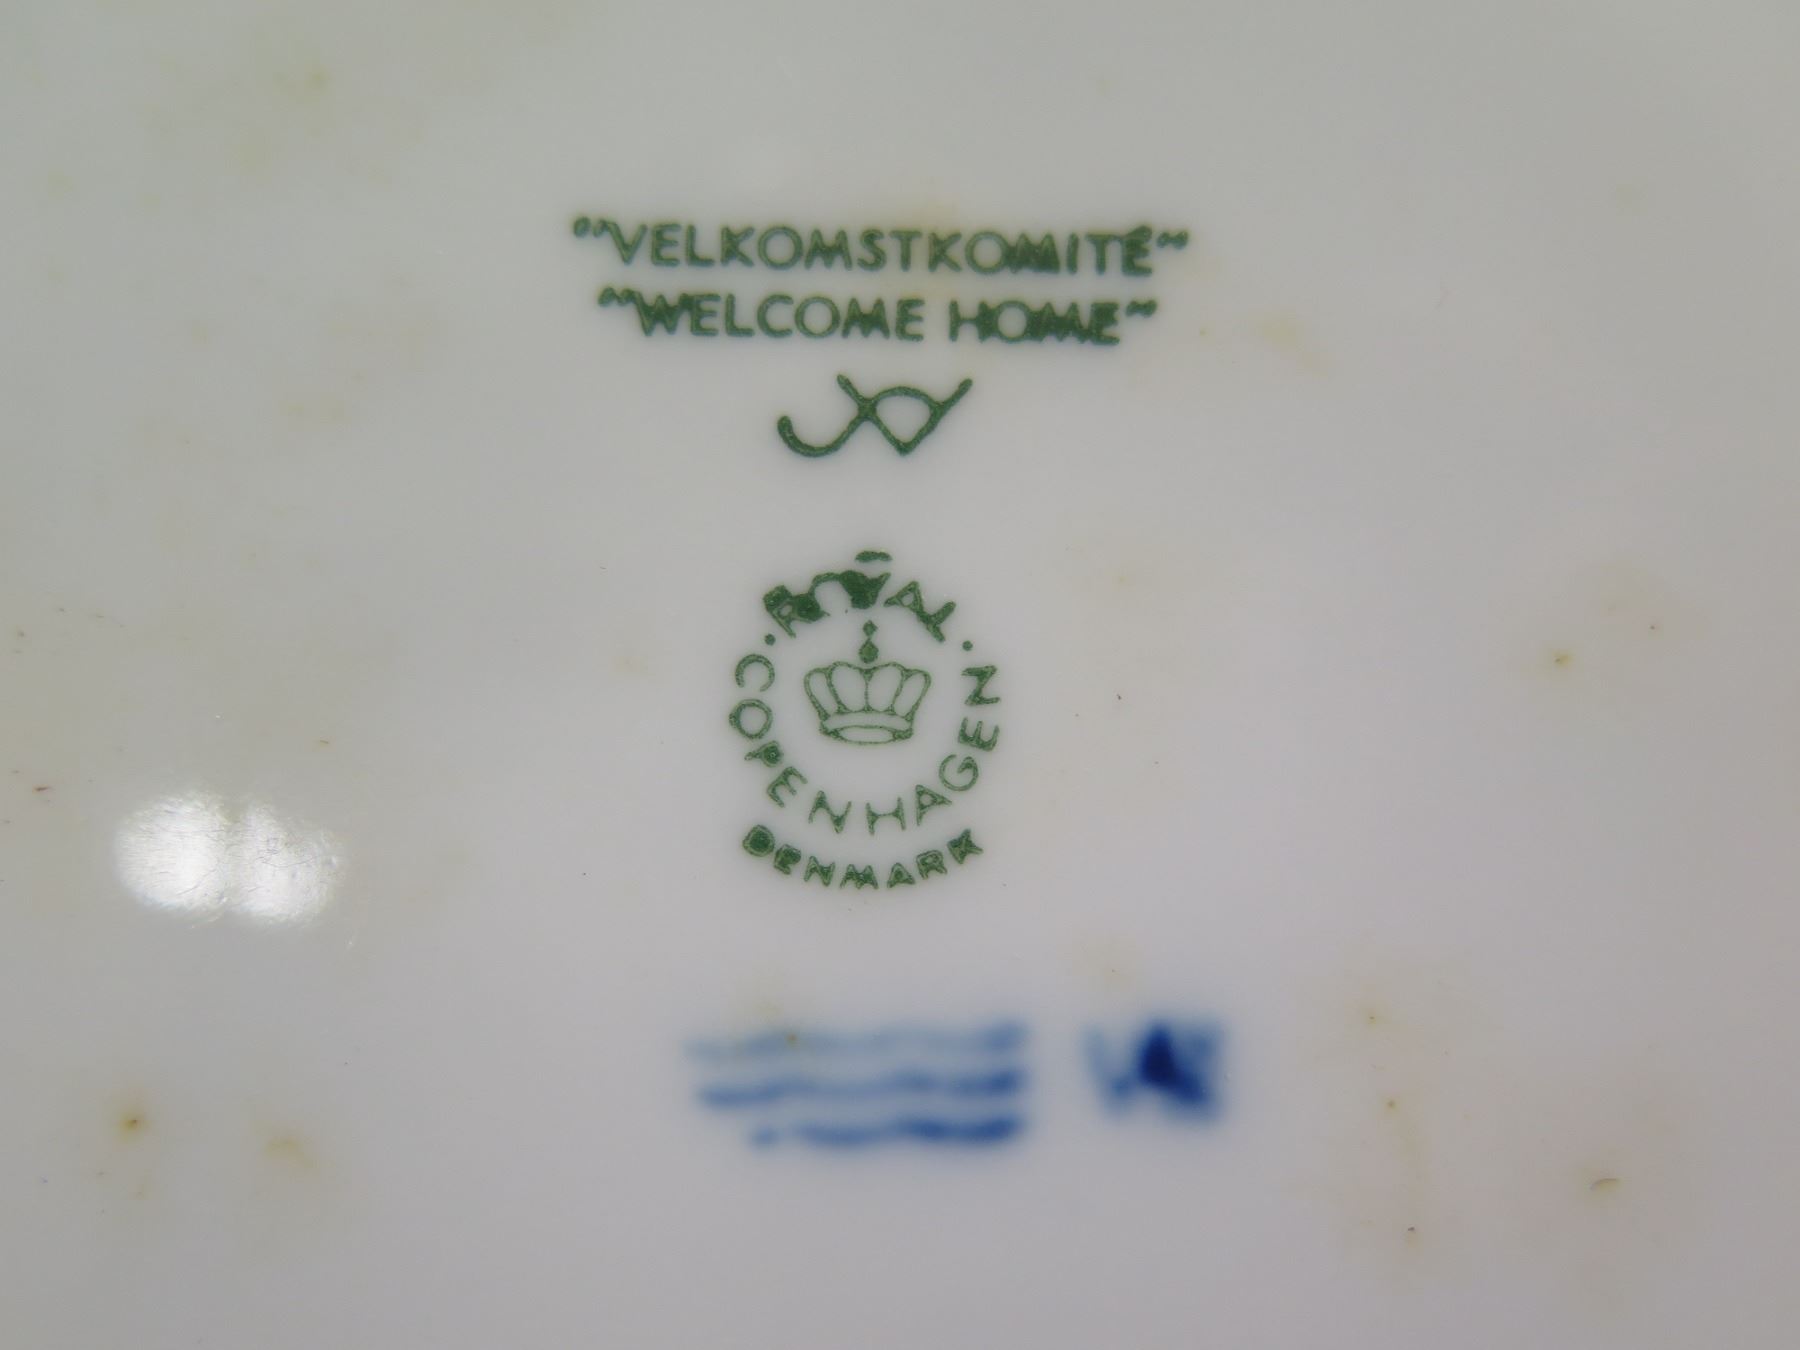 "VELKOMSTKOMITÉ"
"WELCOME HOME"
ROYAL
COPENHAGEN
DENMARK